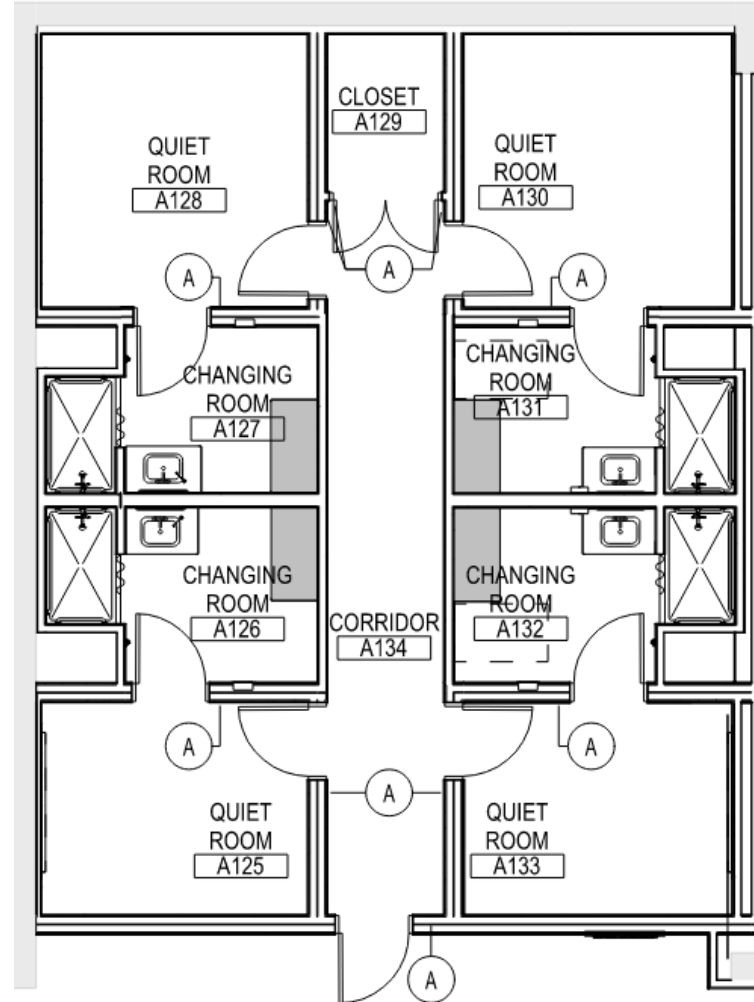 CLOSET
A129
QUIET
ROOM
A128
QUIET
ROOM
A130
A
A
A
CHANGING
ROOM
A127
CHANGING
ROOM
A131
CHANGING
ROOM
A126
CHANGING
ROOM
A132
CORRIDOR
A134
A
A
A
QUIET
ROOM
A125
QUIET
ROOM
A133
A